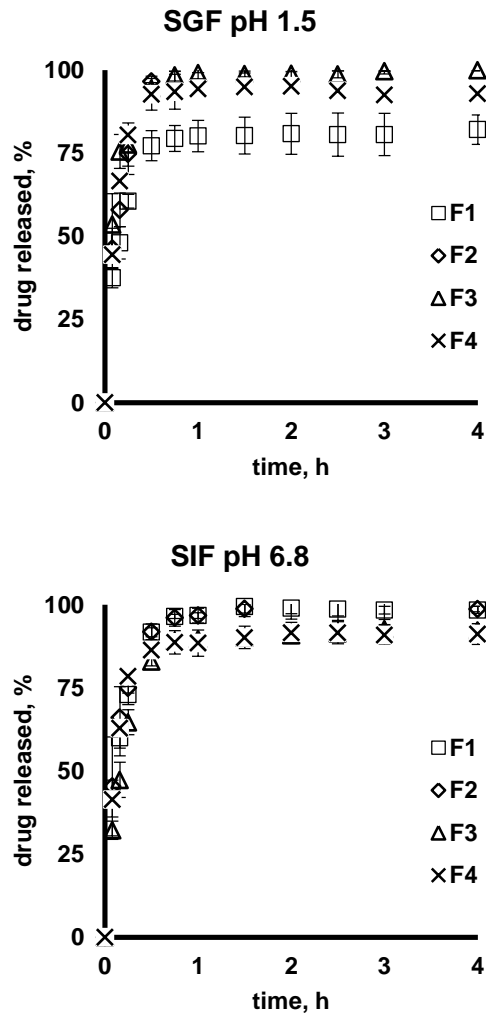 SGF pH 1.5
100
75
50
25
0
drug released, %
0 1 2 3 4
time, h
F1
F2
F3
F4
SIF pH 6.8
100
75
50
25
0
drug released, %
0 1 2 3 4
time, h
F1
F2
F3
F4